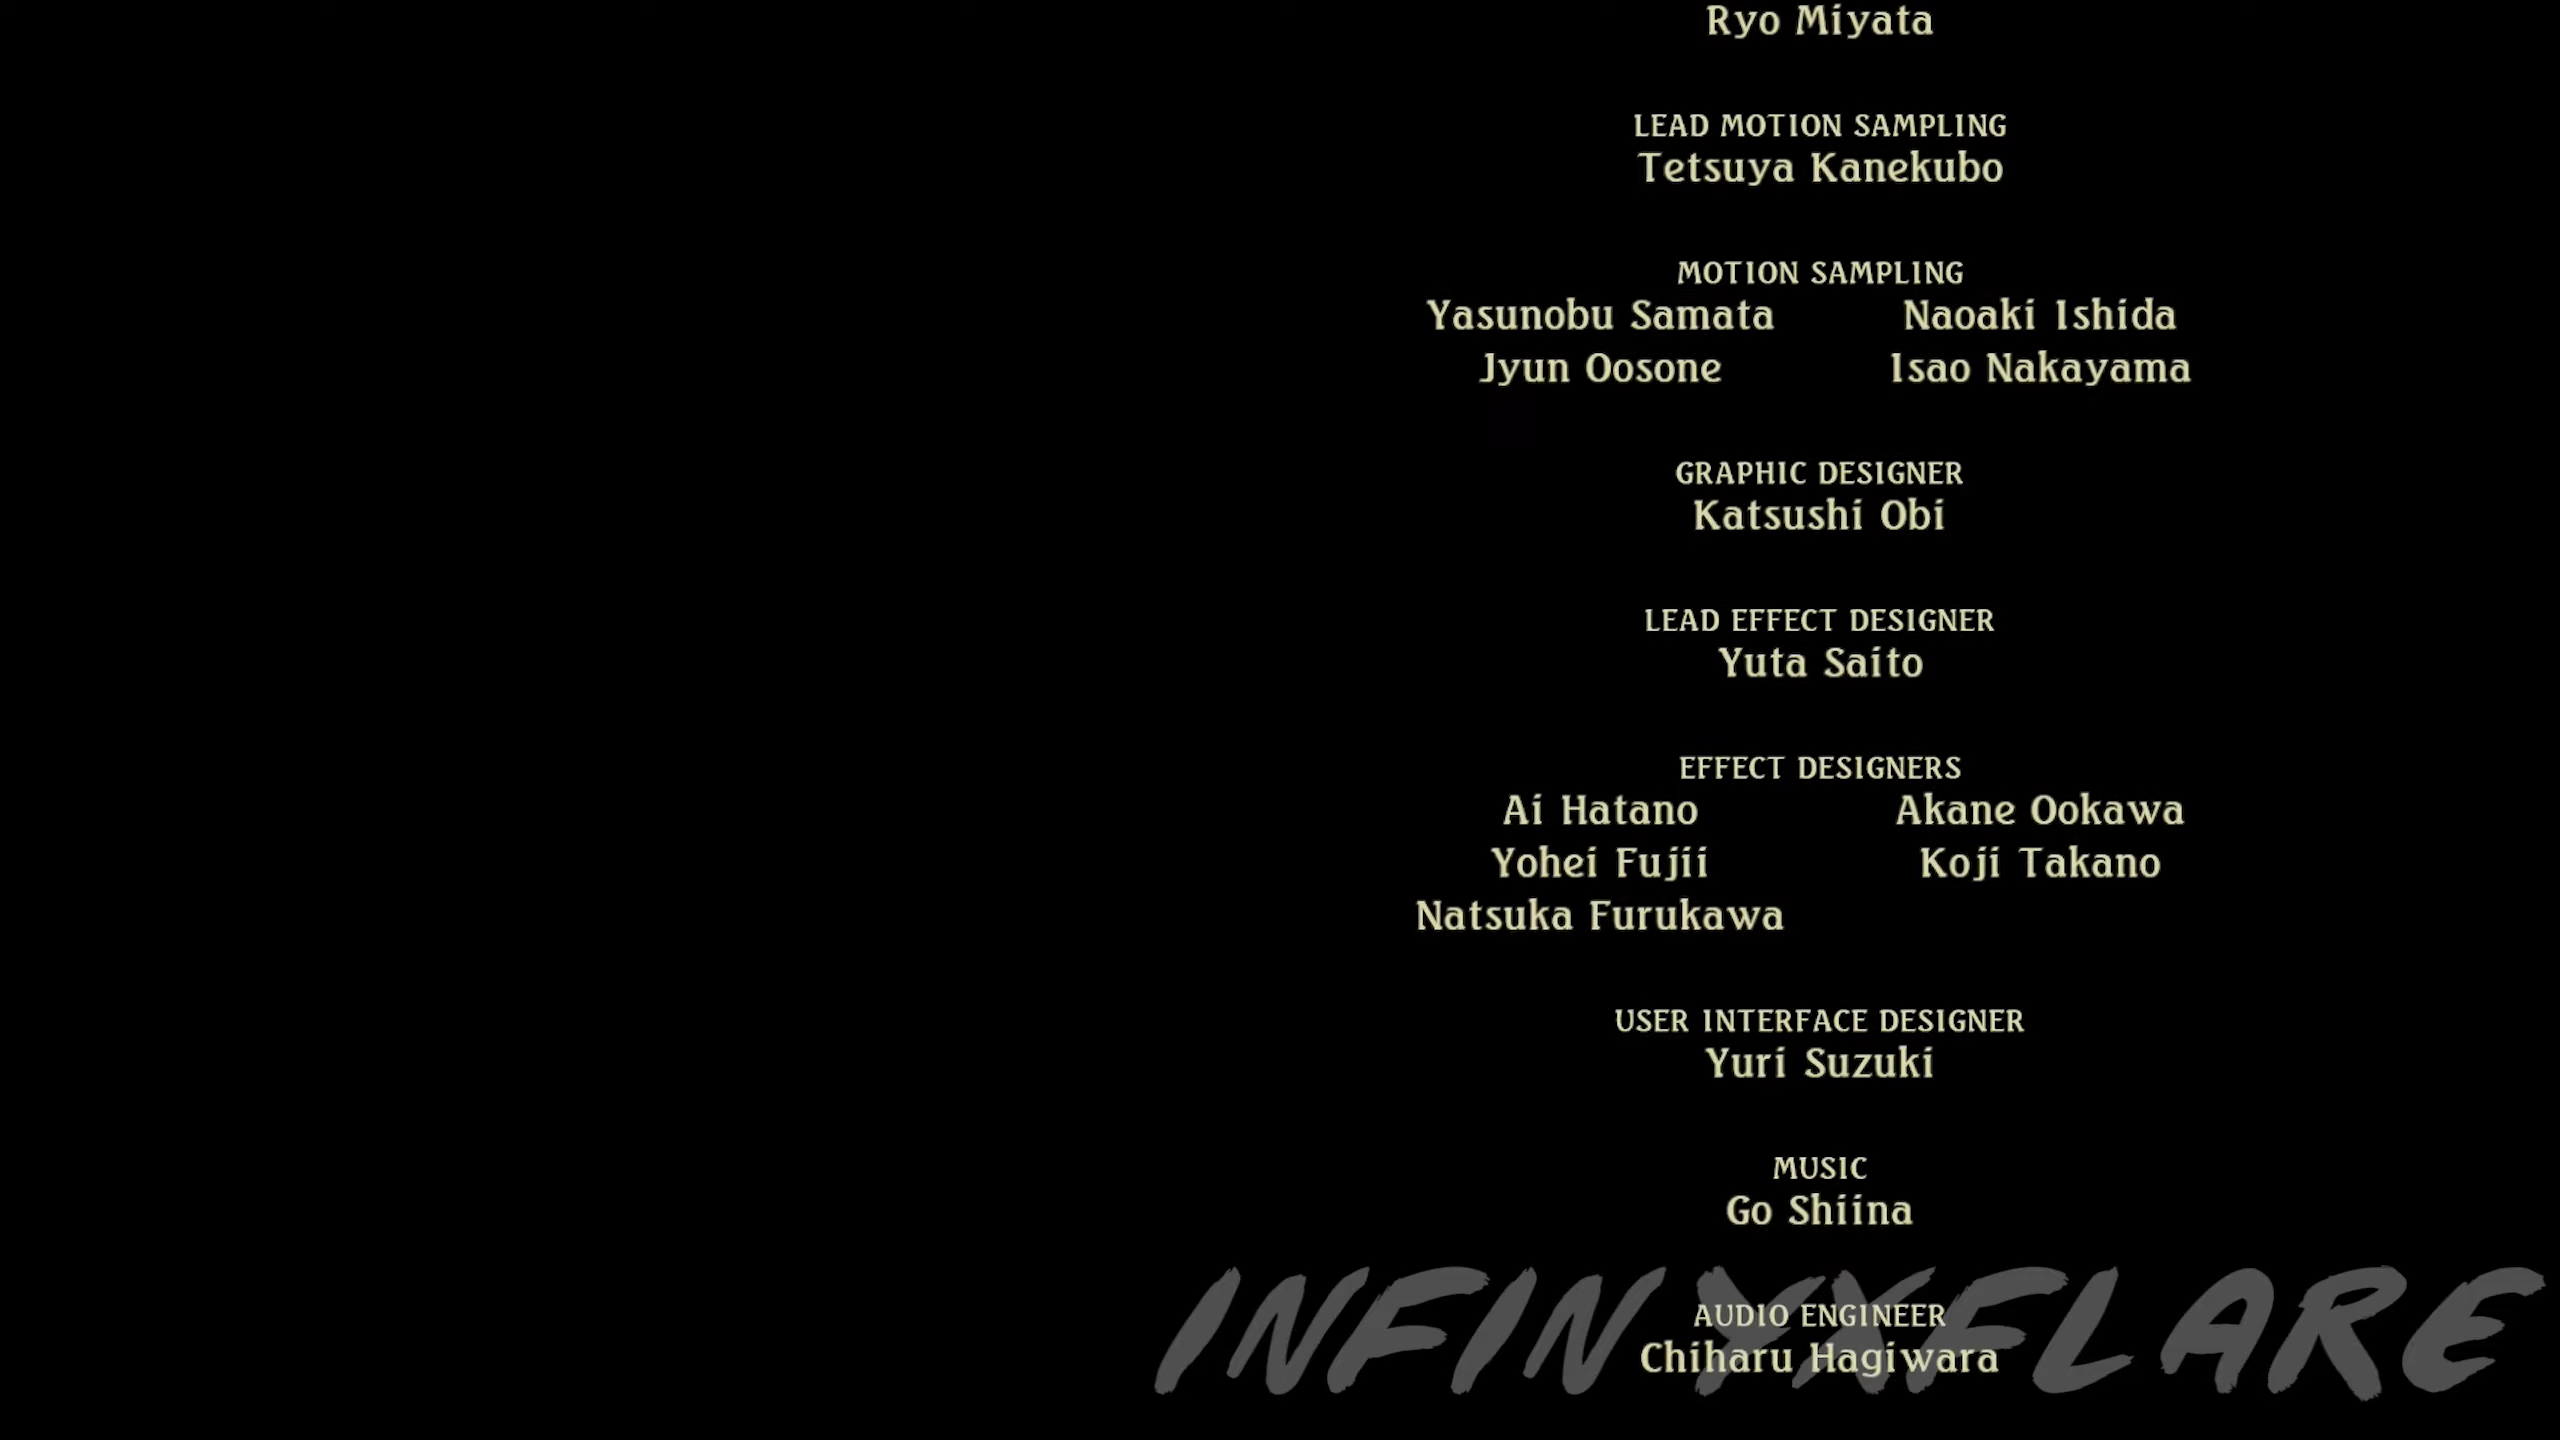 Ryo Miyata
LEAD MOTION SAMPLING
Tetsuya Kanekubo
MOTION SAMPLING
Yasunobu Samata Naoaki Ishida
Jyun Oosone Isao Nakayama
GRAPHIC DESIGNER
Katsushi Obi
LEAD EFFECT DESIGNER
Yuta Saito
EFFECT DESIGNERS
Ai Hatano Akane Ookawa
Yohei Fujii Koji Takano
Natsuka Furukawa
USER INTERFACE DESIGNER
Yuri Suzuki
MUSIC
Go Shiina
AUDIO ENGINEER
Chiharu Hagiwara
INFINYXFLARE